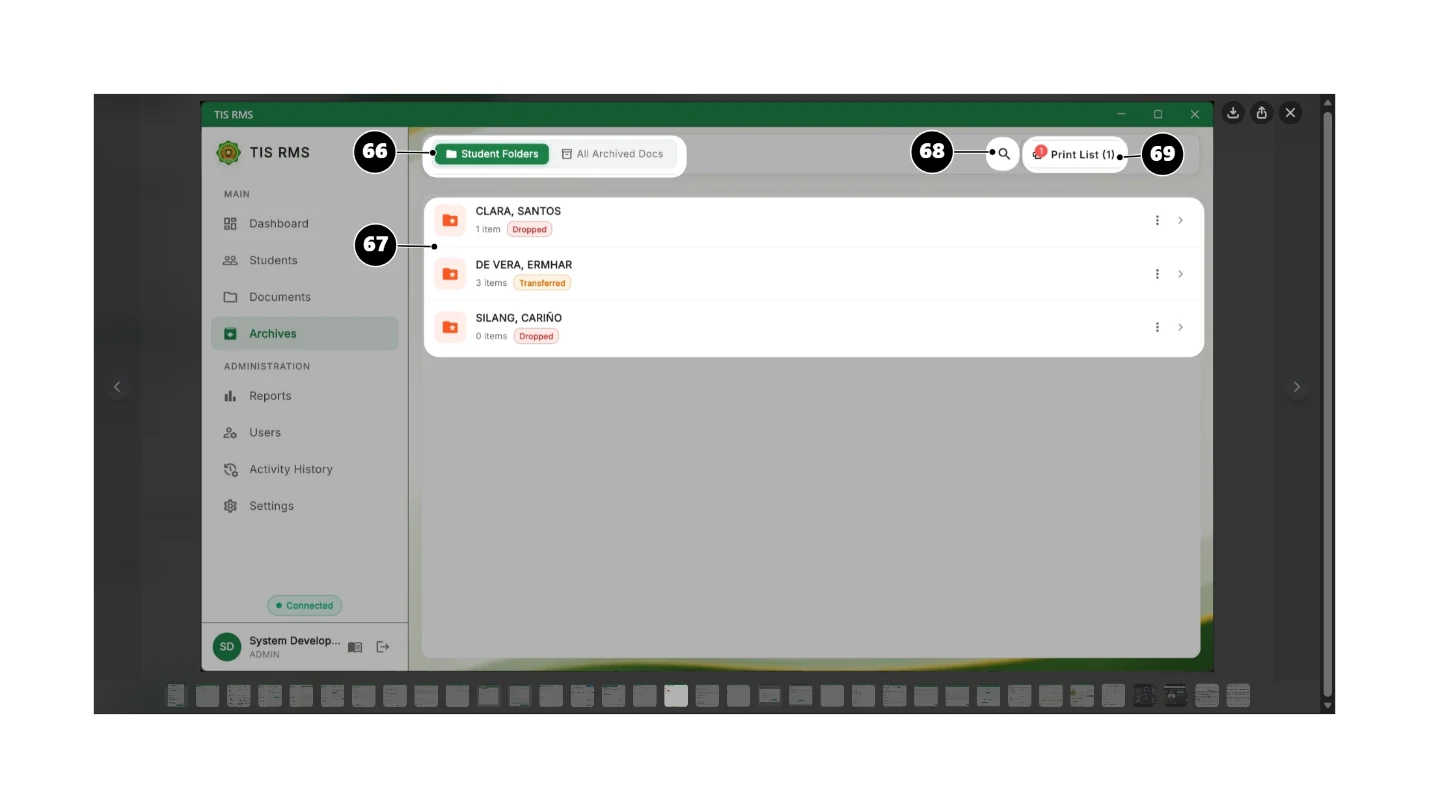 TIS RMS
TIS RMS
MAIN
Dashboard
Students
Documents
Archives
ADMINISTRATION
Reports
Users
Activity History
Settings
Connected
SD
System Develop...
ADMIN
66
Student Folders
All Archived Docs
68
1
Print List (1)
69
67
CLARA, SANTOS
1 item Dropped
DE VERA, ERMHAR
3 items Transferred
SILANG, CARIÑO
0 items Dropped